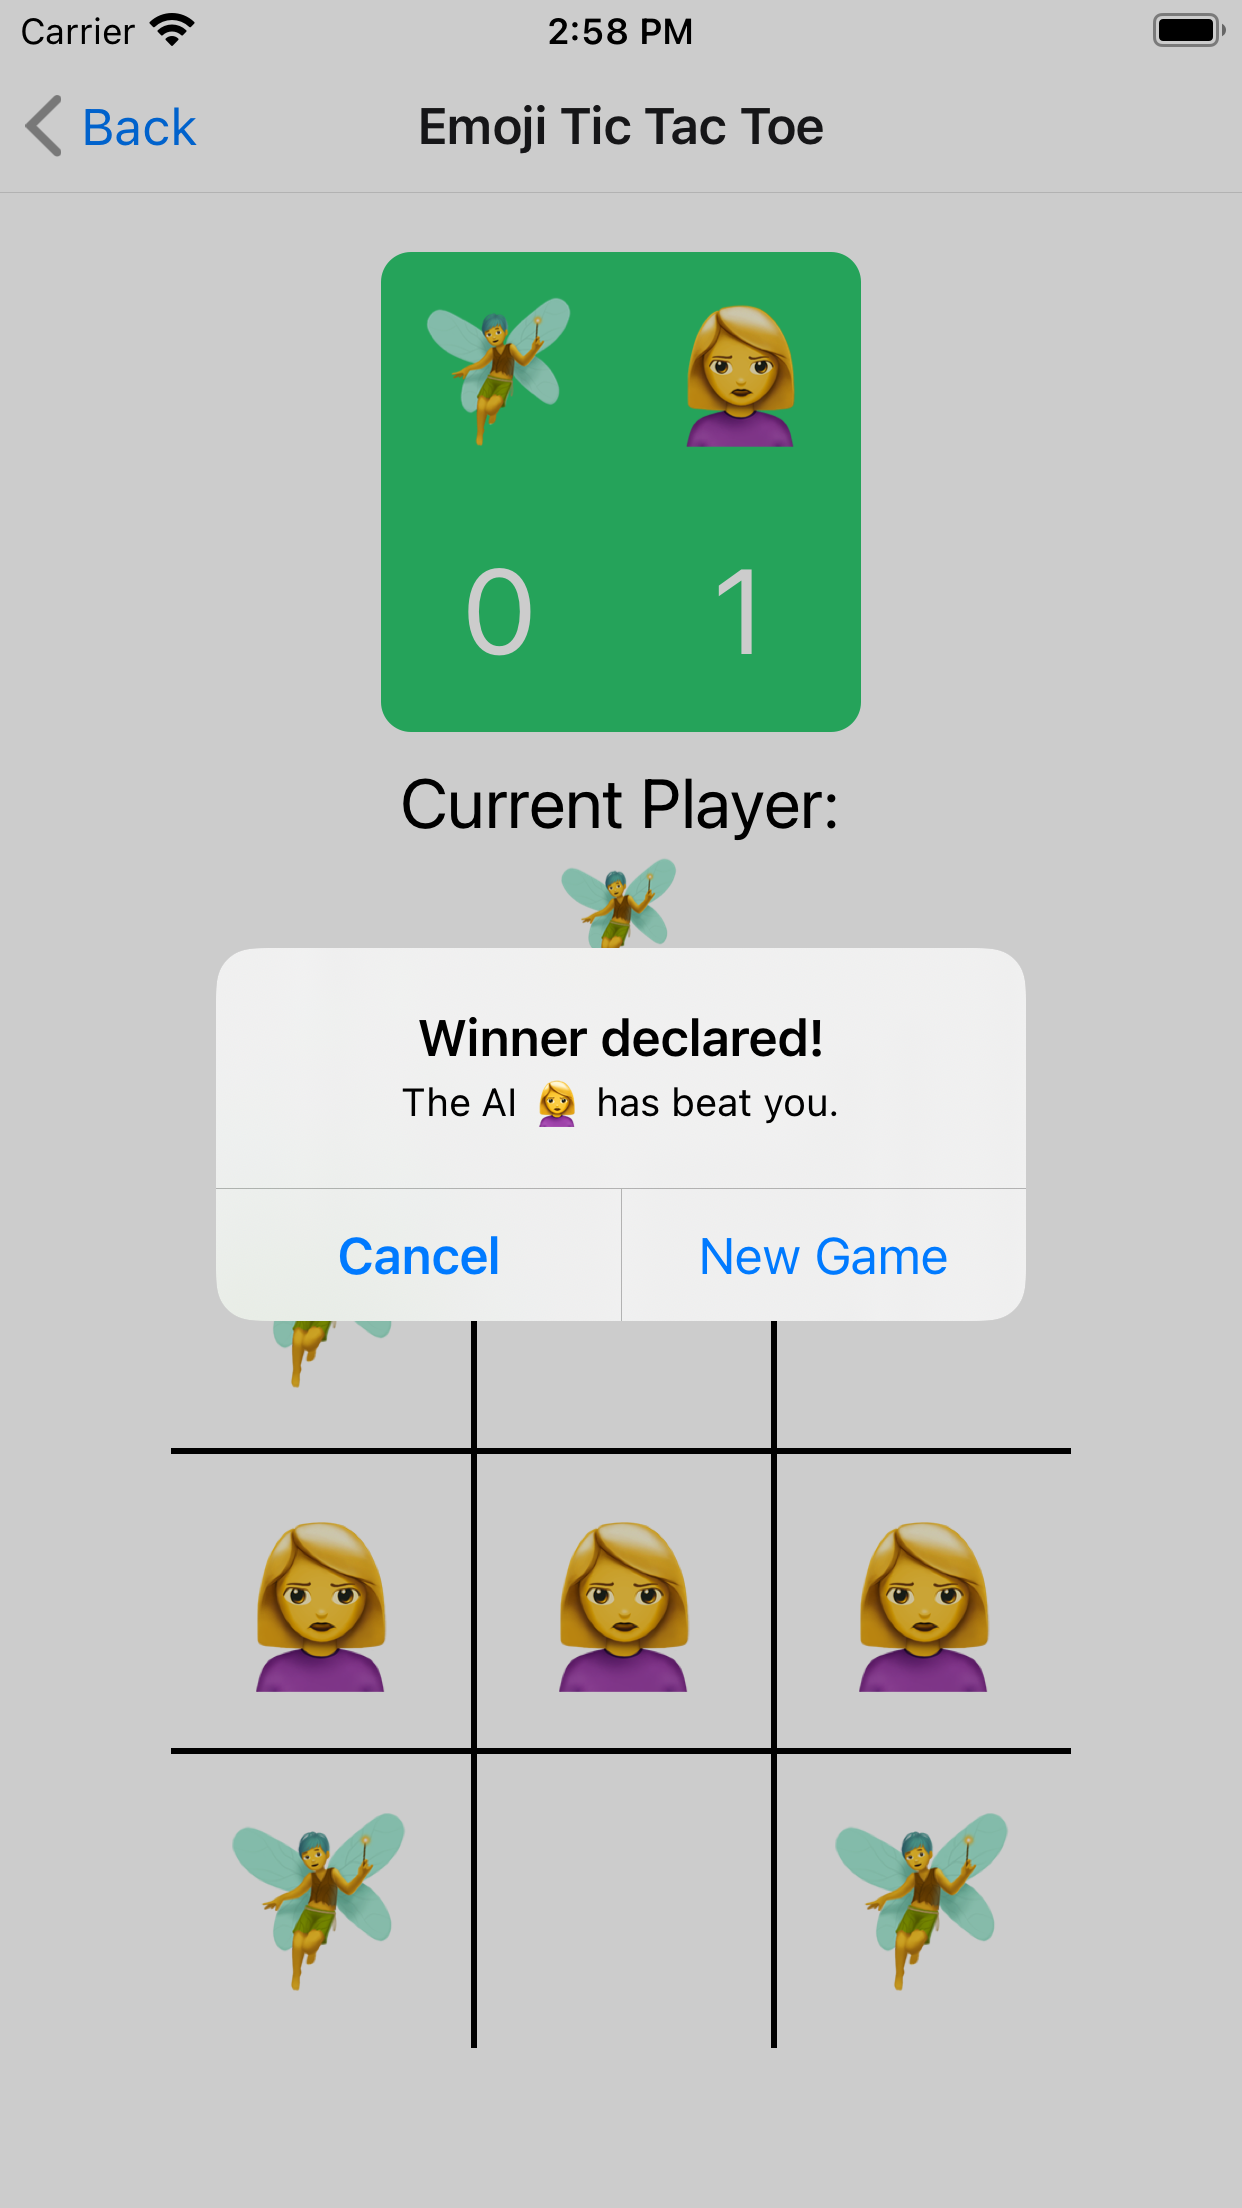 Carrier 2:58 PM
Back Emoji Tic Tac Toe
0 1
Current Player:
Winner declared!
The AI 🙍‍♀️ has beat you.
Cancel New Game